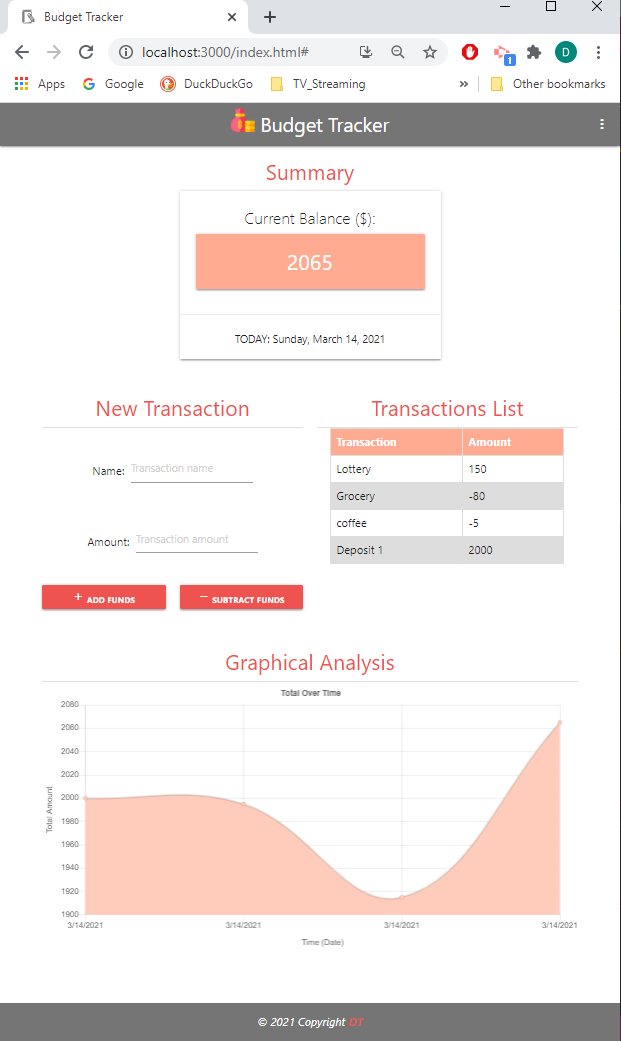 Budget Tracker
localhost:3000/index.html#
D
1
Apps Google DuckDuckGo TV_Streaming » Other bookmarks
Budget Tracker
Summary
Current Balance ($):
2065
TODAY: Sunday, March 14, 2021
New Transaction
Name: Transaction name
Amount: Transaction amount
+ ADD FUNDS − SUBTRACT FUNDS
Transactions List
Transaction Amount
Lottery 150
Grocery -80
coffee -5
Deposit 1 2000
Graphical Analysis
Total Over Time
2080
2060
2040
2020
2000
1980
1960
1940
1920
1900
Total Amount
3/14/2021 3/14/2021 3/14/2021 3/14/2021
Time (Date)
© 2021 Copyright DT